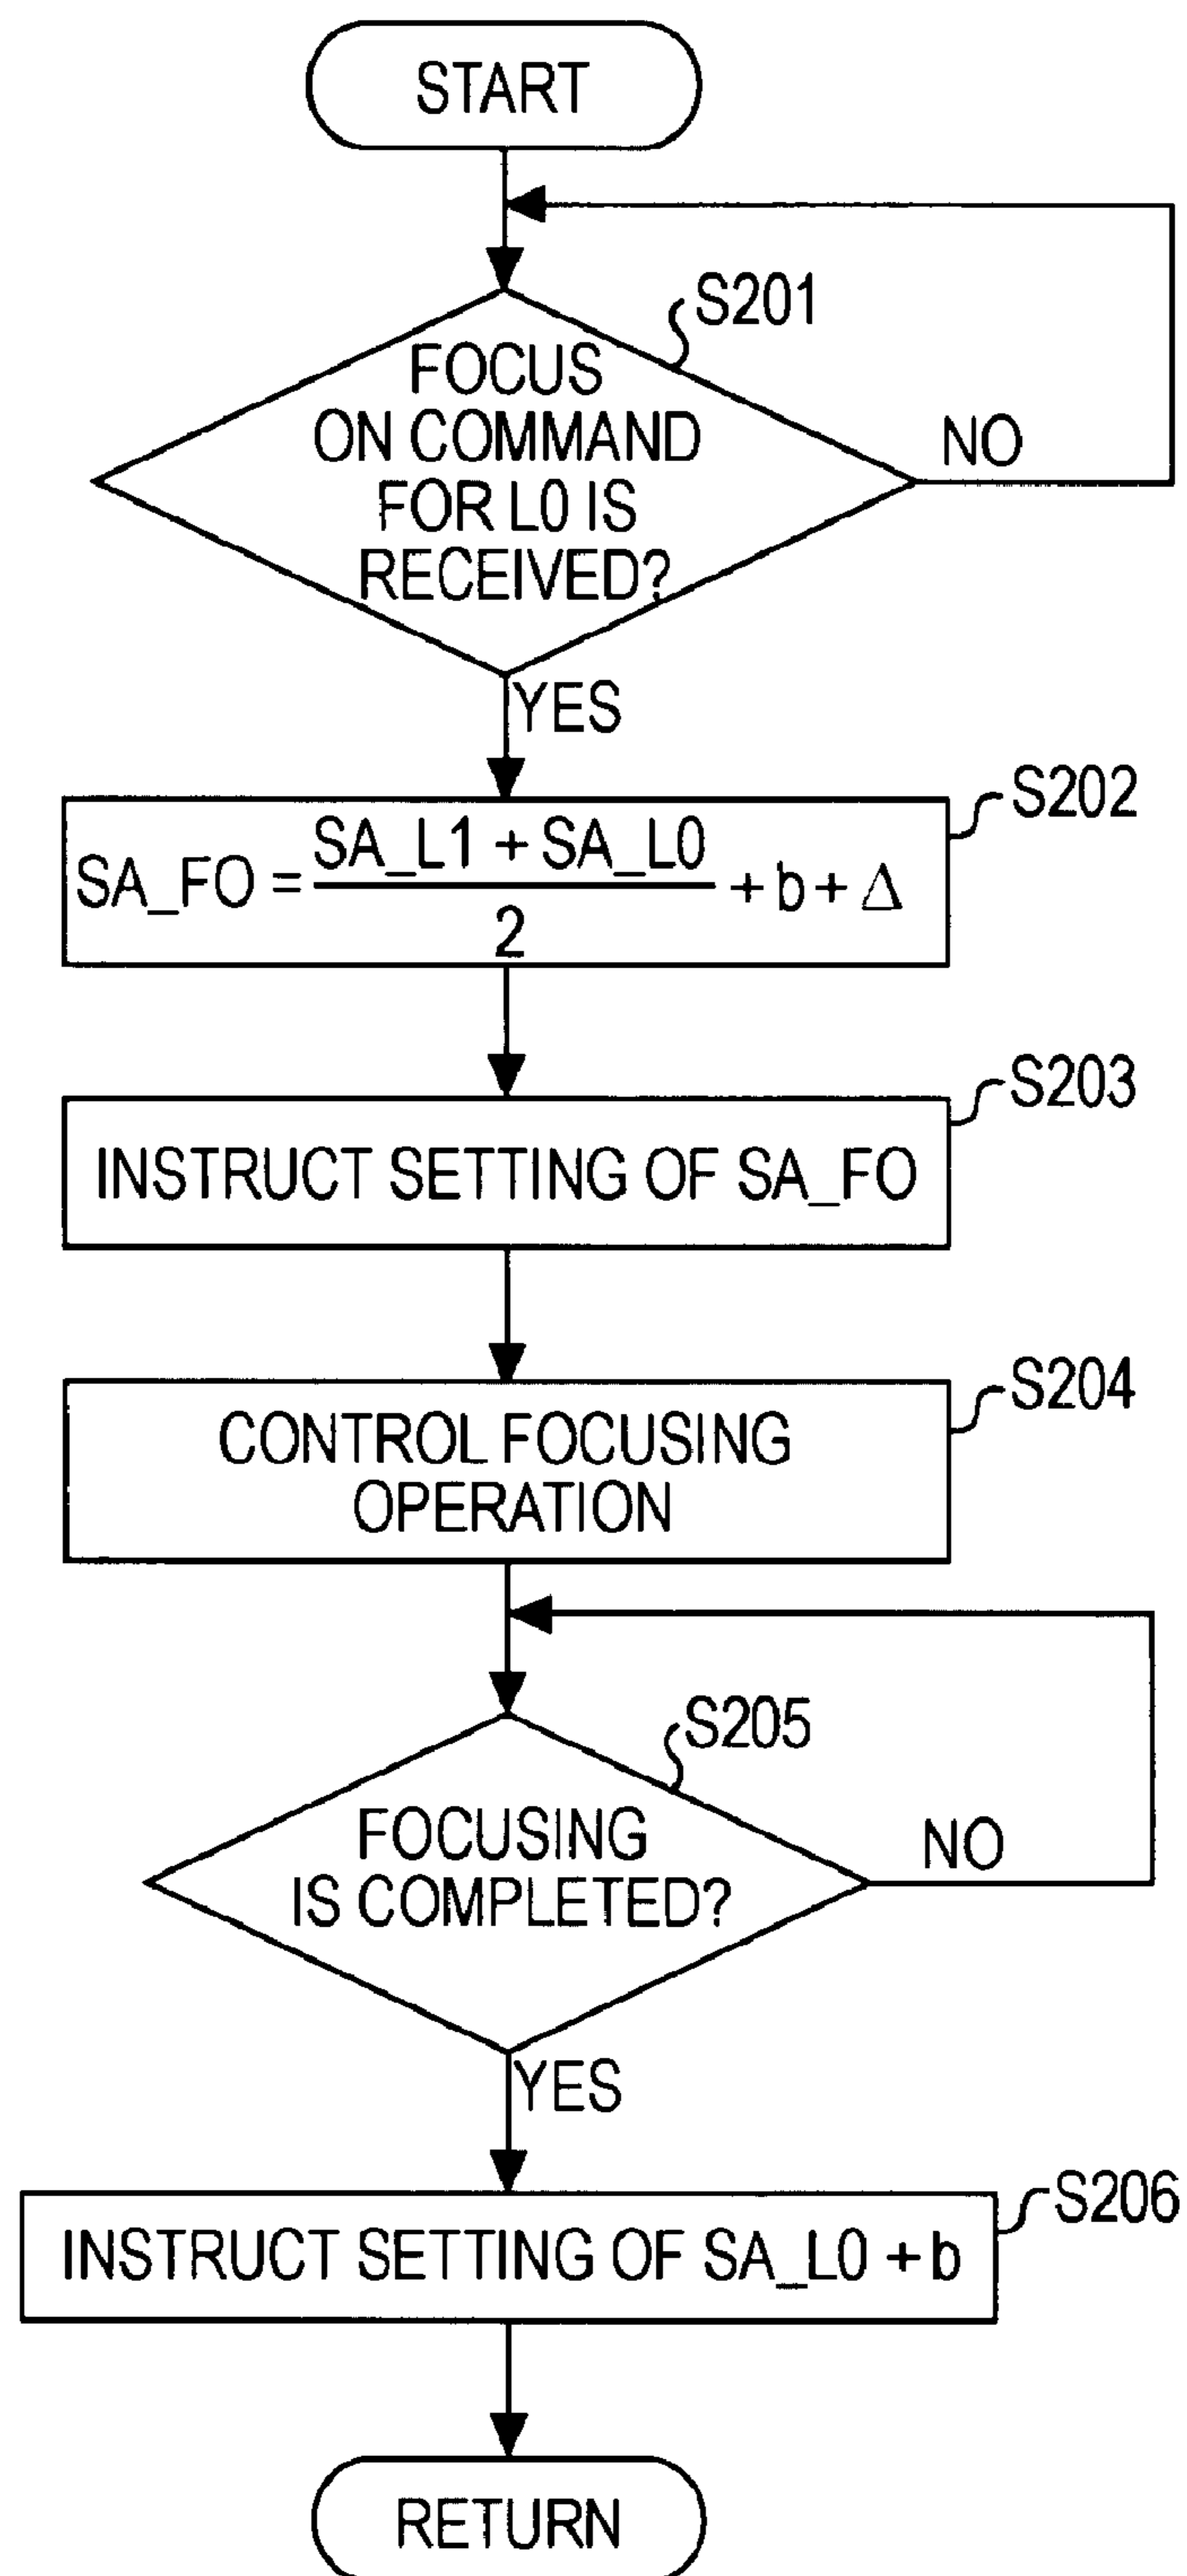 START
S201
FOCUS
ON COMMAND
FOR L0 IS
RECEIVED?
NO
YES
S202
SA_FO = SA_L1 + SA_L0 / 2 + b + Δ
S203
INSTRUCT SETTING OF SA_FO
S204
CONTROL FOCUSING
OPERATION
S205
FOCUSING
IS COMPLETED?
NO
YES
S206
INSTRUCT SETTING OF SA_L0 + b
RETURN